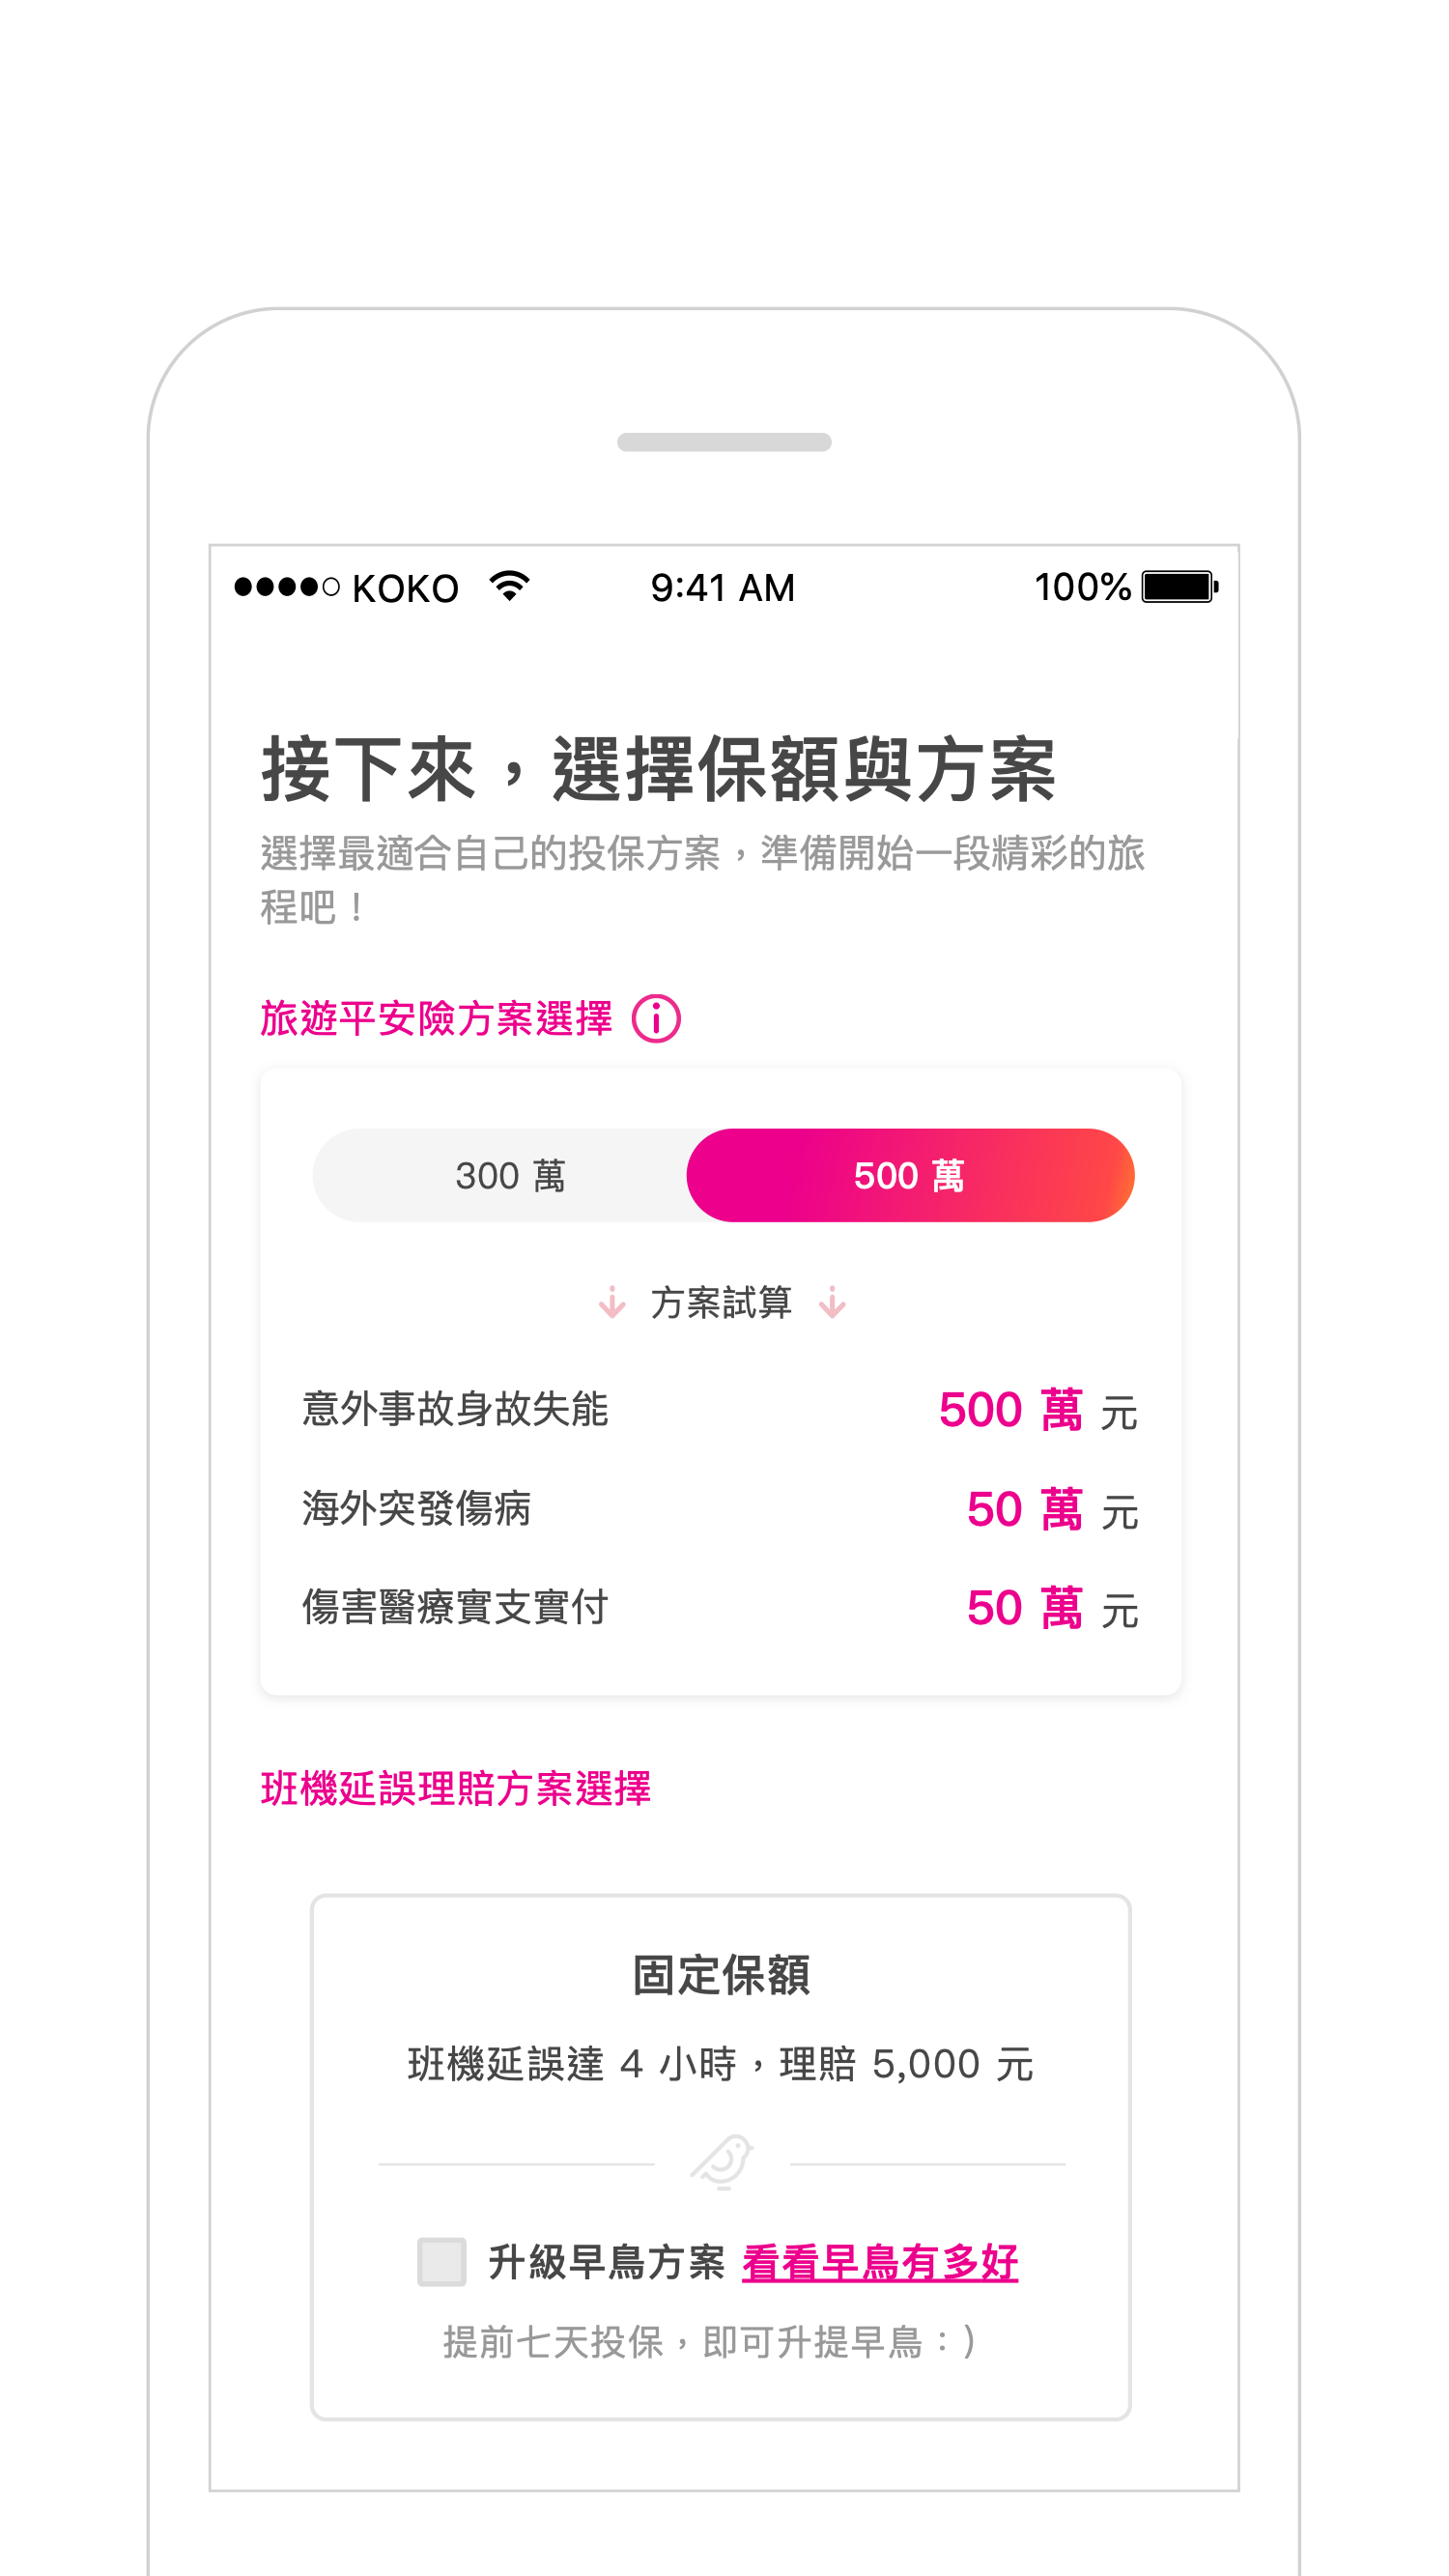 KOKO 9:41 AM 100%
接下來，選擇保額與方案
選擇最適合自己的投保方案，準備開始一段精彩的旅
程吧！
旅遊平安險方案選擇
300 萬 500 萬
方案試算
意外事故身故失能 500 萬 元
海外突發傷病 50 萬 元
傷害醫療實支實付 50 萬 元
班機延誤理賠方案選擇
固定保額
班機延誤達 4 小時，理賠 5,000 元
升級早鳥方案 看看早鳥有多好
提前七天投保，即可升提早鳥：）